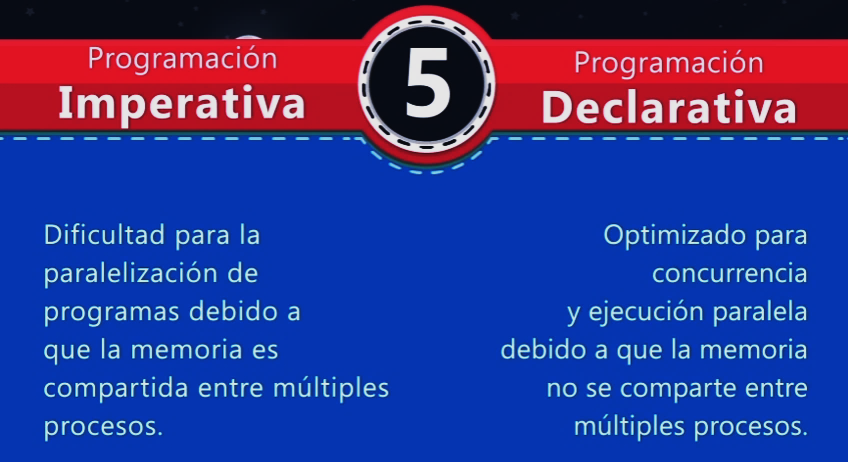 Programación
Imperativa
5
Programación
Declarativa
Dificultad para la
paralelización de
programas debido a
que la memoria es
compartida entre múltiples
procesos.
Optimizado para
concurrencia
y ejecución paralela
debido a que la memoria
no se comparte entre
múltiples procesos.